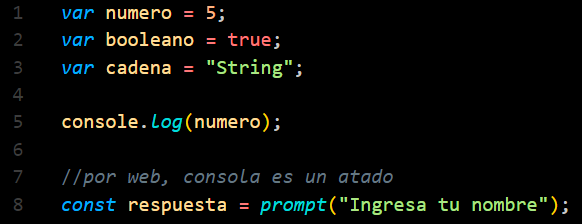 1 var numero = 5;
2 var booleano = true;
3 var cadena = "String";
4
5 console.log(numero);
6
7 //por web, consola es un atado
8 const respuesta = prompt("Ingresa tu nombre");